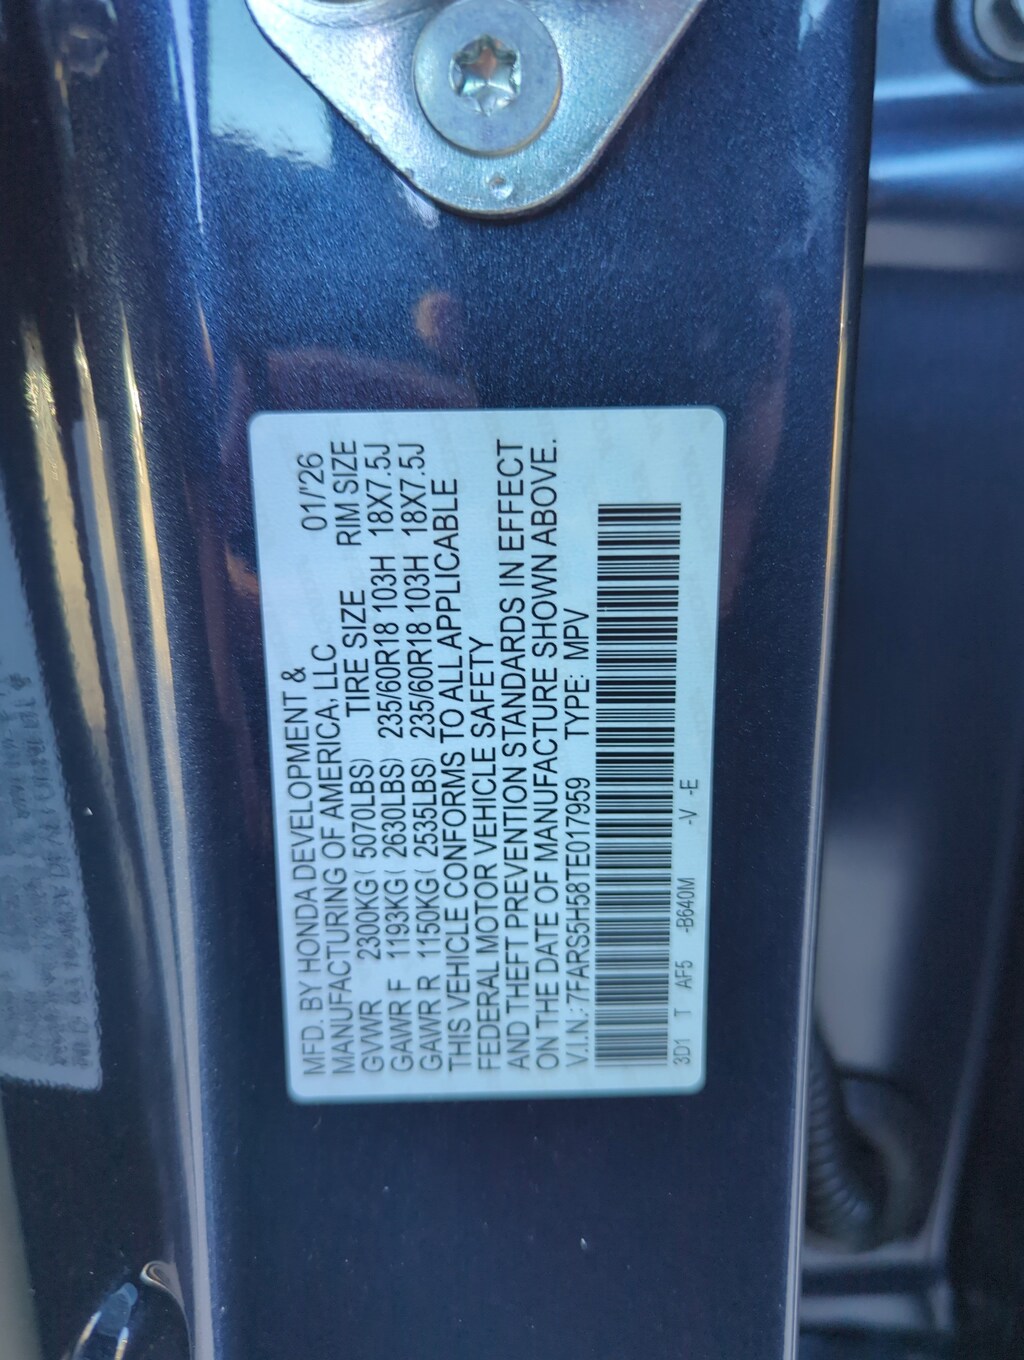 MFD. BY HONDA DEVELOPMENT &
MANUFACTURING OF AMERICA, LLC 01/'26
GVWR 2300KG( 5070LBS) TIRE SIZE RIM SIZE
GAWR F 1193KG( 2630LBS) 235/60R18 103H 18X7.5J
GAWR R 1150KG( 2535LBS) 235/60R18 103H 18X7.5J
THIS VEHICLE CONFORMS TO ALL APPLICABLE
FEDERAL MOTOR VEHICLE SAFETY
AND THEFT PREVENTION STANDARDS IN EFFECT
ON THE DATE OF MANUFACTURE SHOWN ABOVE.
V.I.N.:7FARS5H58TE017959 TYPE: MPV
3D1 T AF5 -B640M -V -E